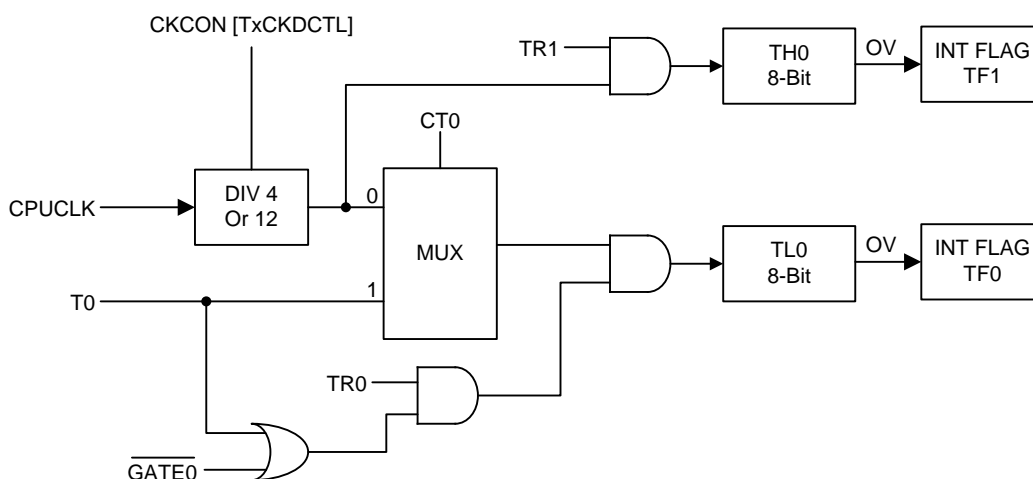 CKCON [TxCKDCTL]
TR1
TH0
8-Bit
OV
INT FLAG
TF1
CT0
CPUCLK
DIV 4
Or 12
0
MUX
1
T0
TL0
8-Bit
OV
INT FLAG
TF0
TR0
GATE0